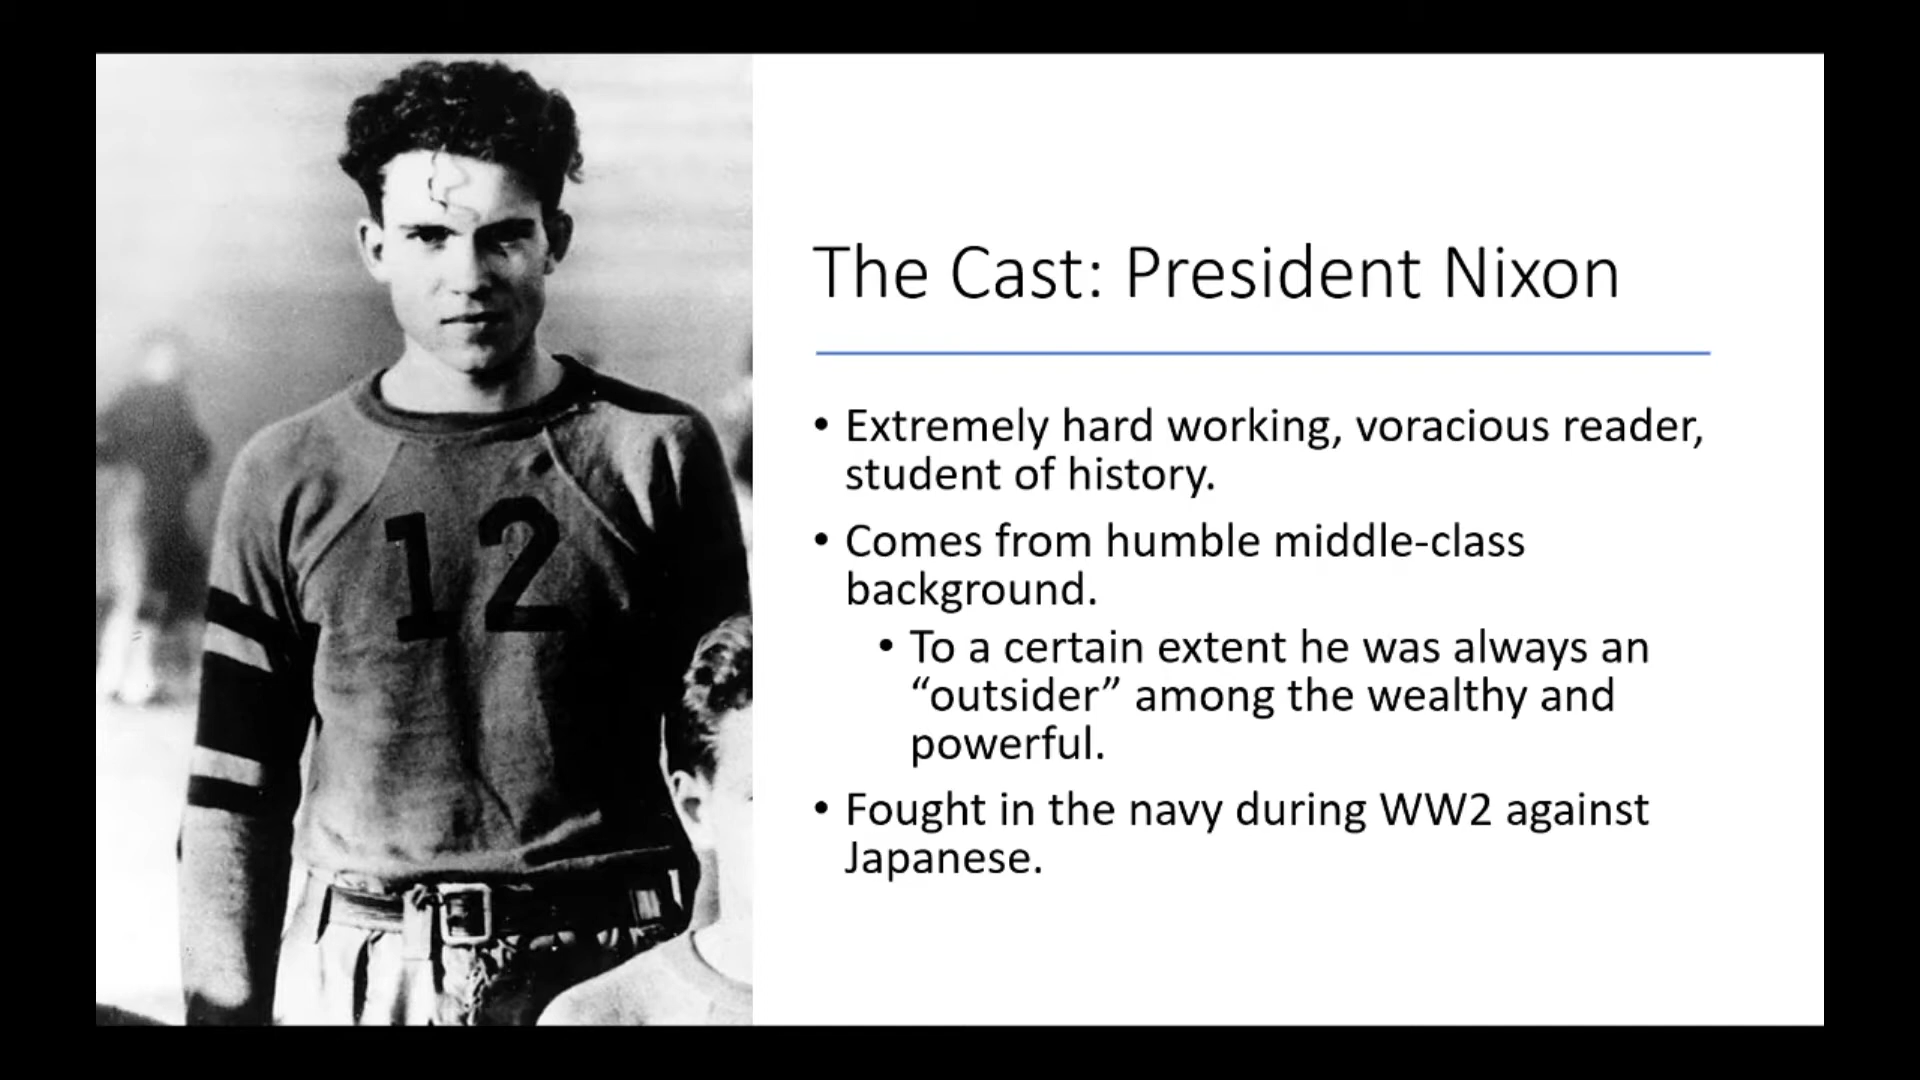 12
The Cast: President Nixon
• Extremely hard working, voracious reader,
student of history.
• Comes from humble middle-class
background.
• To a certain extent he was always an
“outsider” among the wealthy and
powerful.
• Fought in the navy during WW2 against
Japanese.